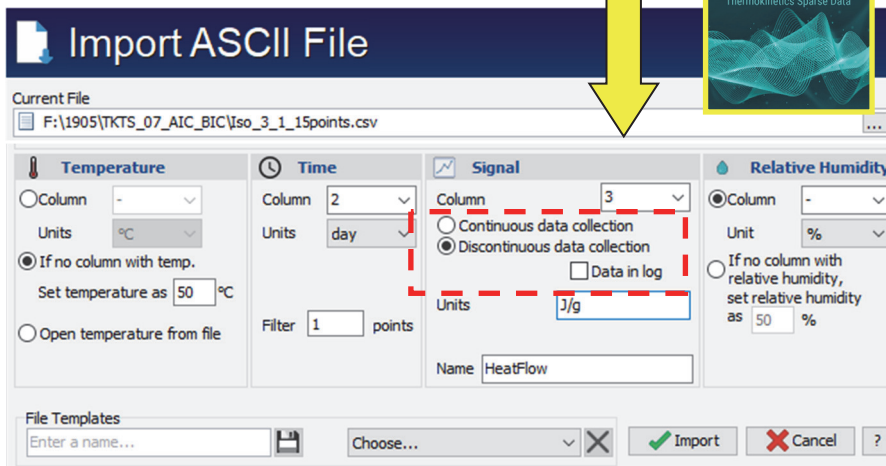 Thermokinetics Sparse Data
Import ASCII File
Current File
F:\1905\TKTS_07_AIC_BIC\Iso_3_1_15points.csv
...
Temperature
Column -
Units °C
If no column with temp.
Set temperature as 50 °C
Open temperature from file
Time
Column 2
Units day
Filter 1 points
Signal
Column 3
Continuous data collection
Discontinuous data collection
Data in log
Units J/g
Name HeatFlow
Relative Humidity
Column -
Unit %
If no column with
relative humidity,
set relative humidity
as 50 %
File Templates
Enter a name...
Choose...
Import
Cancel
?